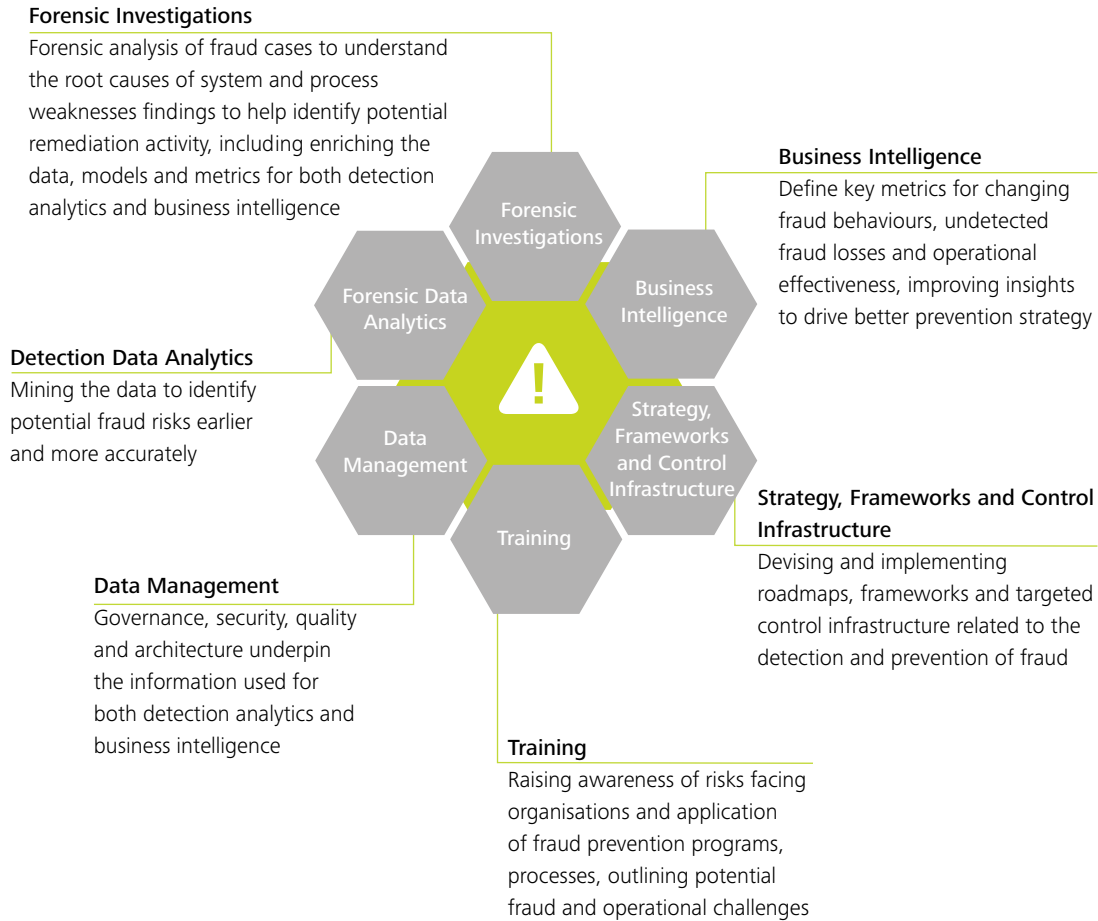 Forensic Investigations
Forensic analysis of fraud cases to understand
the root causes of system and process
weaknesses findings to help identify potential
remediation activity, including enriching the
data, models and metrics for both detection
analytics and business intelligence
Business Intelligence
Define key metrics for changing
fraud behaviours, undetected
fraud losses and operational
effectiveness, improving insights
to drive better prevention strategy
Forensic
Investigations
Forensic Data
Analytics
Business
Intelligence
Detection Data Analytics
Mining the data to identify
potential fraud risks earlier
and more accurately
!
Data
Management
Strategy,
Frameworks
and Control
Infrastructure
Training
Strategy, Frameworks and Control
Infrastructure
Devising and implementing
roadmaps, frameworks and targeted
control infrastructure related to the
detection and prevention of fraud
Data Management
Governance, security, quality
and architecture underpin
the information used for
both detection analytics and
business intelligence
Training
Raising awareness of risks facing
organisations and application
of fraud prevention programs,
processes, outlining potential
fraud and operational challenges